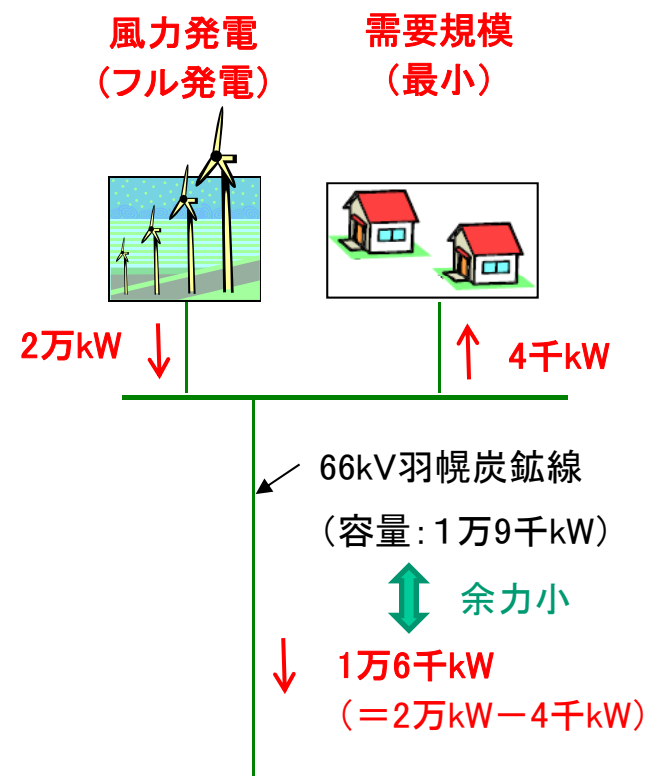 風力発電
（フル発電）
需要規模
（最小）
2万kW
4千kW
66kV羽幌炭鉱線
（容量：１万9千kW）
余力小
1万6千kW
（＝2万kW－4千kW）